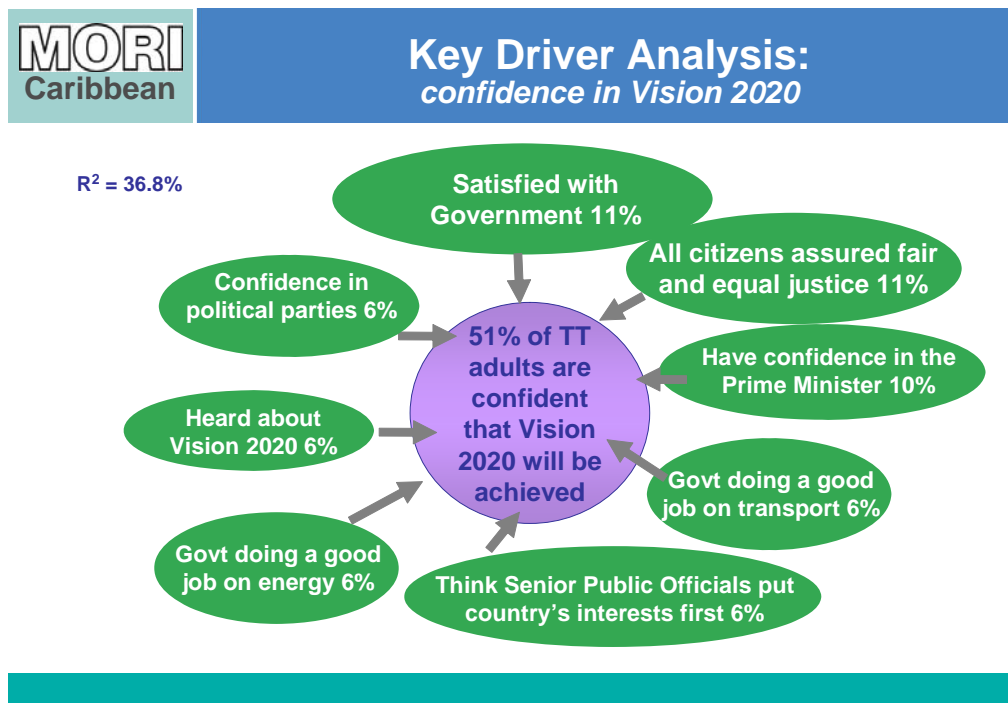 MORI
Caribbean
Key Driver Analysis:
confidence in Vision 2020
R² = 36.8%
Satisfied with
Government 11%
All citizens assured fair
and equal justice 11%
Confidence in
political parties 6%
51% of TT
adults are
confident
that Vision
2020 will be
achieved
Have confidence in the
Prime Minister 10%
Heard about
Vision 2020 6%
Govt doing a good
job on transport 6%
Govt doing a good
job on energy 6%
Think Senior Public Officials put
country's interests first 6%